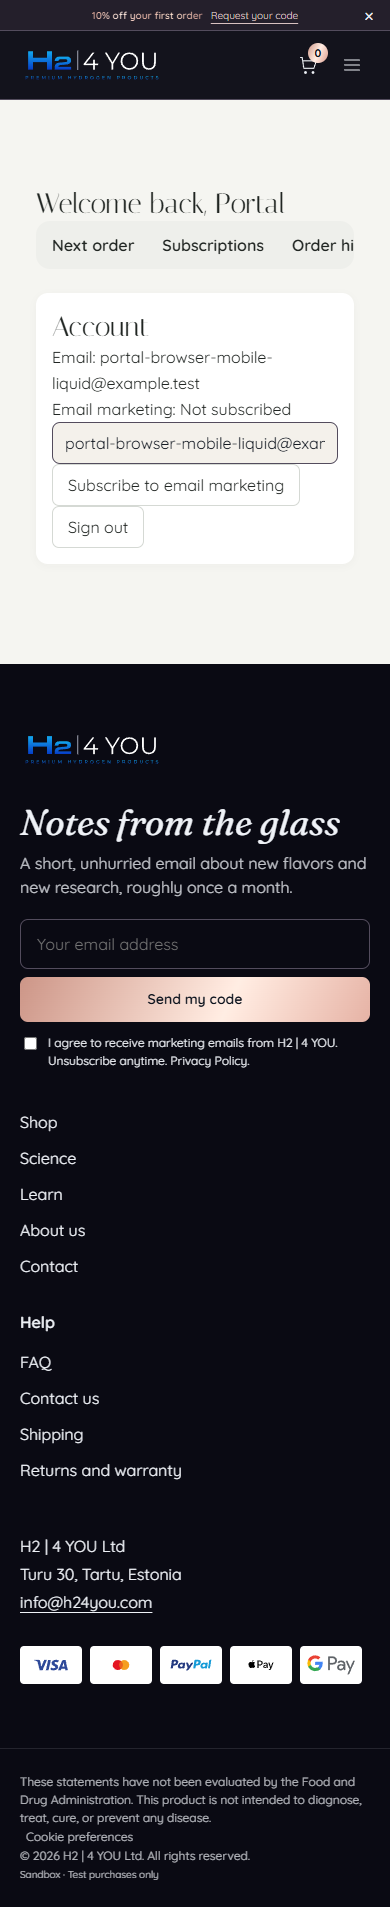 10% off your first order Request your code ×
H2 | 4 YOU
PREMIUM HYDROGEN PRODUCTS
0
Welcome back, Portal
Next order Subscriptions Order hi
Account
Email: portal-browser-mobile-
liquid@example.test
Email marketing: Not subscribed
portal-browser-mobile-liquid@exar
Subscribe to email marketing
Sign out
H2 | 4 YOU
PREMIUM HYDROGEN PRODUCTS
Notes from the glass
A short, unhurried email about new flavors and
new research, roughly once a month.
Your email address
Send my code
I agree to receive marketing emails from H2 | 4 YOU.
Unsubscribe anytime. Privacy Policy.
Shop
Science
Learn
About us
Contact
Help
FAQ
Contact us
Shipping
Returns and warranty
H2 | 4 YOU Ltd
Turu 30, Tartu, Estonia
info@h24you.com
VISA PayPal Pay G Pay
These statements have not been evaluated by the Food and
Drug Administration. This product is not intended to diagnose,
treat, cure, or prevent any disease.
Cookie preferences
© 2026 H2 | 4 YOU Ltd. All rights reserved.
Sandbox · Test purchases only